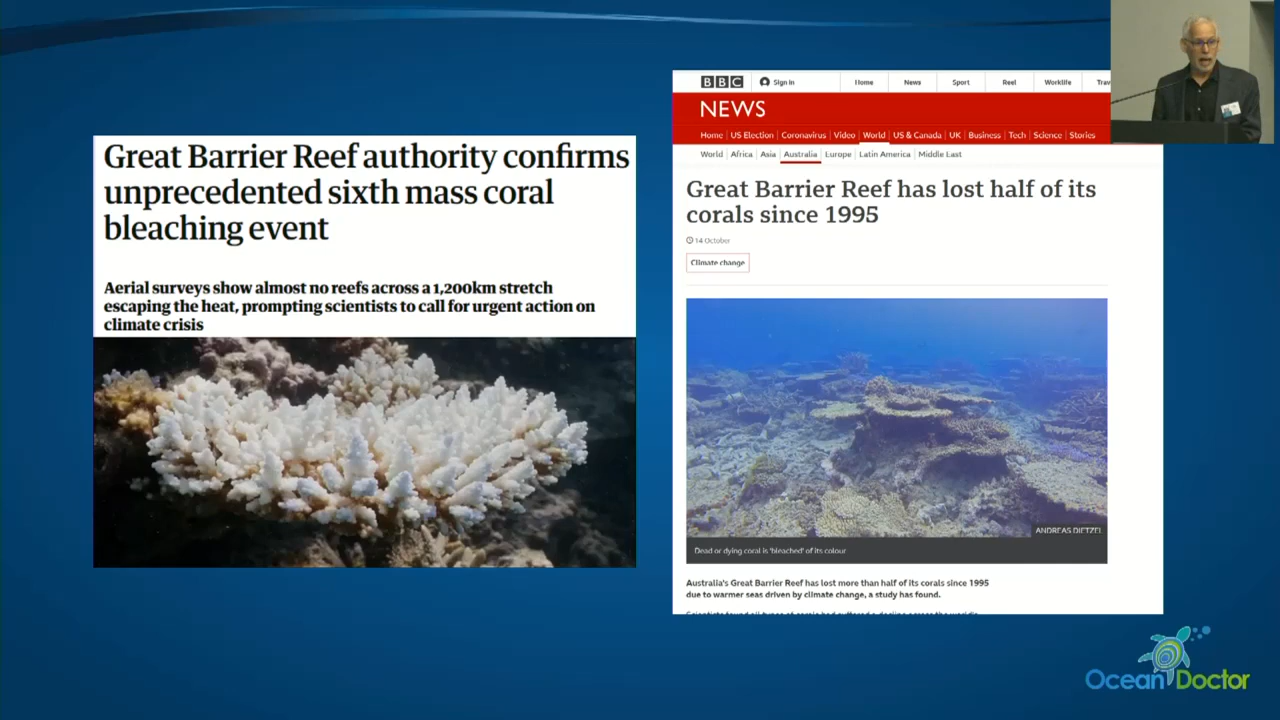 Great Barrier Reef authority confirms
unprecedented sixth mass coral
bleaching event
Aerial surveys show almost no reefs across a 1,200km stretch
escaping the heat, prompting scientists to call for urgent action on
climate crisis
BBC Sign in Home News Sport Reel Worklife Trav
NEWS
Home US Election Coronavirus Video World US & Canada UK Business Tech Science Stories
World Africa Asia Australia Europe Latin America Middle East
Great Barrier Reef has lost half of its
corals since 1995
14 October
Climate change
ANDREAS DIETZEL
Dead or dying coral is 'bleached' of its colour
Australia's Great Barrier Reef has lost more than half of its corals since 1995
due to warmer seas driven by climate change, a study has found.
Ocean Doctor